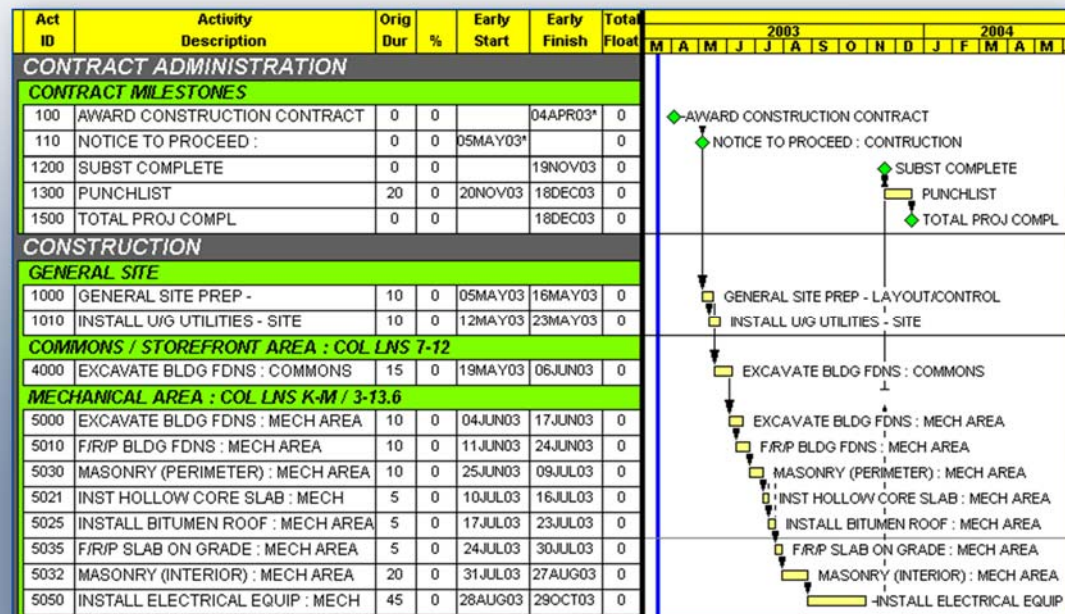 Act Activity Orig Early Early Total
ID Description Dur % Start Finish Float
2003 2004
M A M J J A S O N D J F M A M
CONTRACT ADMINISTRATION
CONTRACT MILESTONES
100 AWARD CONSTRUCTION CONTRACT 0 0 04APR03* 0 AWARD CONSTRUCTION CONTRACT
110 NOTICE TO PROCEED : 0 0 05MAY03* 0 NOTICE TO PROCEED : CONTRUCTION
1200 SUBST COMPLETE 0 0 19NOV03 0 SUBST COMPLETE
1300 PUNCHLIST 20 0 20NOV03 18DEC03 0 PUNCHLIST
1500 TOTAL PROJ COMPL 0 0 18DEC03 0 TOTAL PROJ COMPL
CONSTRUCTION
GENERAL SITE
1000 GENERAL SITE PREP - 10 0 05MAY03 16MAY03 0 GENERAL SITE PREP - LAYOUT/CONTROL
1010 INSTALL U/G UTILITIES - SITE 10 0 12MAY03 23MAY03 0 INSTALL U/G UTILITIES - SITE
COMMONS / STOREFRONT AREA : COL LNS 7-12
4000 EXCAVATE BLDG FDNS : COMMONS 15 0 19MAY03 06JUN03 0 EXCAVATE BLDG FDNS : COMMONS
MECHANICAL AREA : COL LNS K-M / 3-13.6
5000 EXCAVATE BLDG FDNS : MECH AREA 10 0 04JUN03 17JUN03 0 EXCAVATE BLDG FDNS : MECH AREA
5010 F/R/P BLDG FDNS : MECH AREA 10 0 11JUN03 24JUN03 0 F/R/P BLDG FDNS : MECH AREA
5030 MASONRY (PERIMETER) : MECH AREA 10 0 25JUN03 09JUL03 0 MASONRY (PERIMETER) : MECH AREA
5021 INST HOLLOW CORE SLAB : MECH 5 0 10JUL03 16JUL03 0 INST HOLLOW CORE SLAB : MECH AREA
5025 INSTALL BITUMEN ROOF : MECH AREA 5 0 17JUL03 23JUL03 0 INSTALL BITUMEN ROOF : MECH AREA
5035 F/R/P SLAB ON GRADE : MECH AREA 5 0 24JUL03 30JUL03 0 F/R/P SLAB ON GRADE : MECH AREA
5032 MASONRY (INTERIOR) : MECH AREA 20 0 31JUL03 27AUG03 0 MASONRY (INTERIOR) : MECH AREA
5050 INSTALL ELECTRICAL EQUIP : MECH 45 0 28AUG03 29OCT03 0 INSTALL ELECTRICAL EQUIP